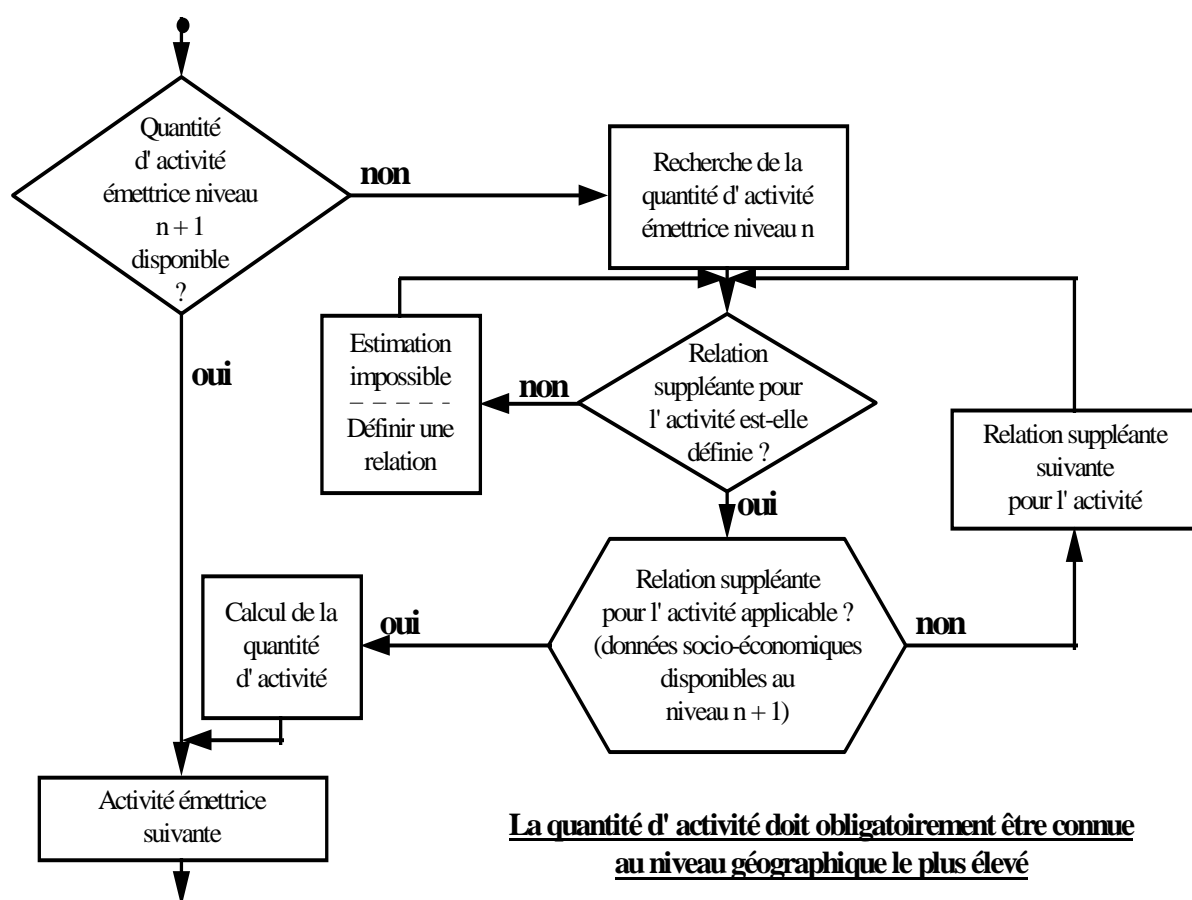 Quantité
d' activité
émettrice niveau
n + 1
disponible
?
non
Recherche de la
quantité d' activité
émettrice niveau n
oui
Estimation
impossible
Définir une
relation
non
Relation
suppléante pour
l' activité est-elle
définie ?
Relation suppléante
suivante
pour l' activité
oui
Calcul de la
quantité
d' activité
oui
Relation suppléante
pour l' activité applicable ?
(données socio-économiques
disponibles au
niveau n + 1)
non
Activité émettrice
suivante
La quantité d' activité doit obligatoirement être connue
au niveau géographique le plus élevé